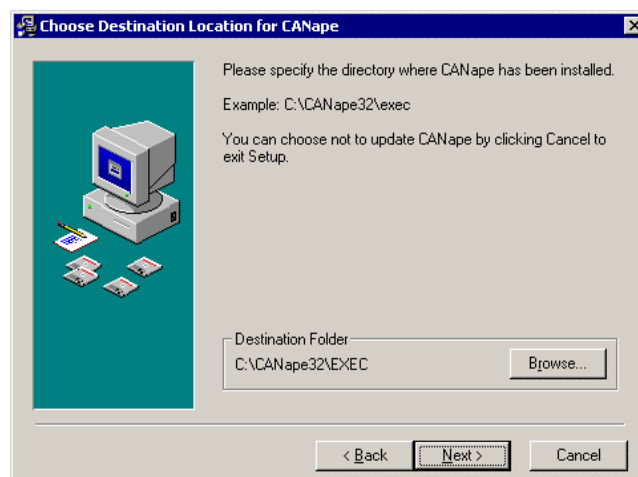 Choose Destination Location for CANape
Please specify the directory where CANape has been installed.
Example: C:\CANape32\exec
You can choose not to update CANape by clicking Cancel to
exit Setup.
Destination Folder
C:\CANape32\EXEC
Browse...
< Back
Next >
Cancel